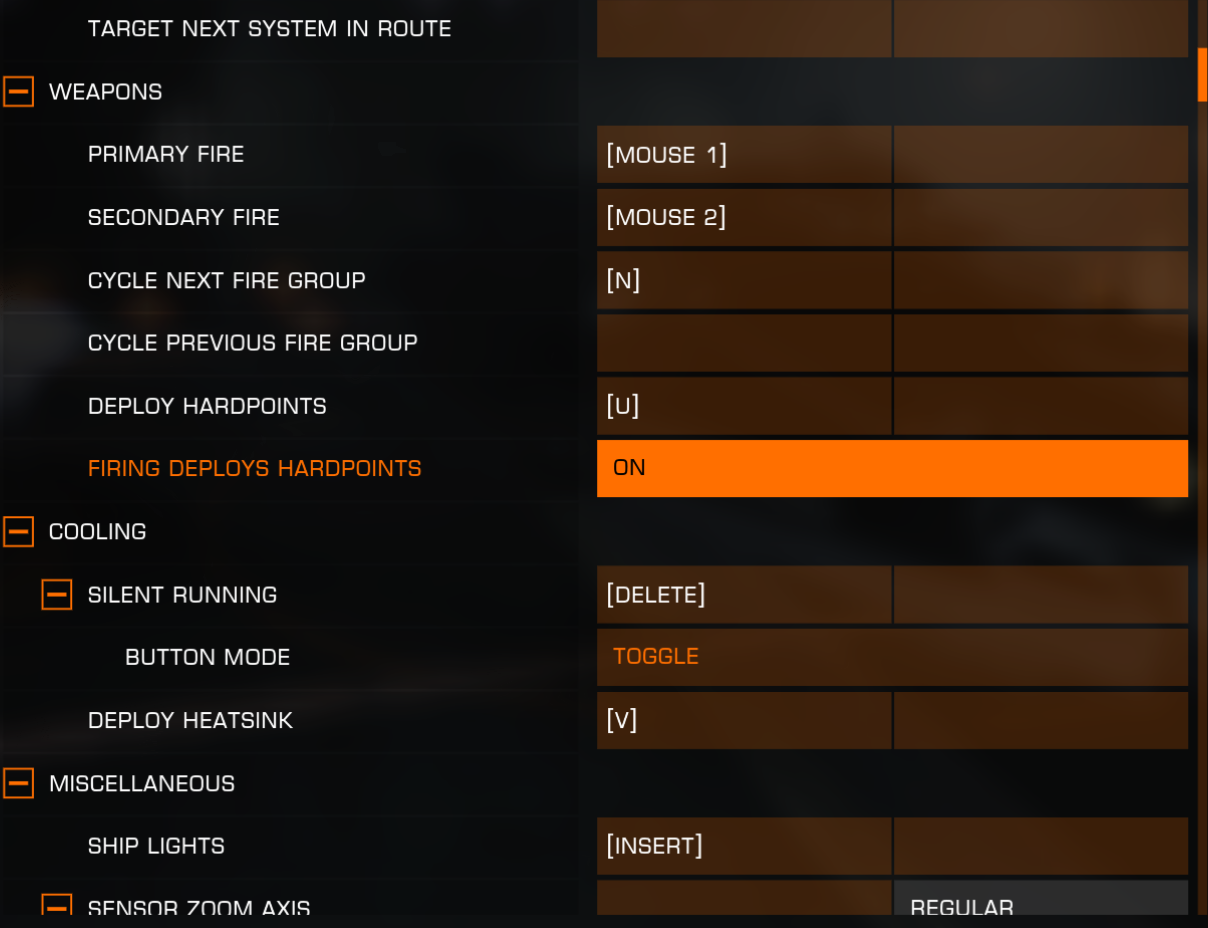 TARGET NEXT SYSTEM IN ROUTE
WEAPONS
PRIMARY FIRE [MOUSE 1]
SECONDARY FIRE [MOUSE 2]
CYCLE NEXT FIRE GROUP [N]
CYCLE PREVIOUS FIRE GROUP
DEPLOY HARDPOINTS [U]
FIRING DEPLOYS HARDPOINTS ON
COOLING
SILENT RUNNING [DELETE]
BUTTON MODE TOGGLE
DEPLOY HEATSINK [V]
MISCELLANEOUS
SHIP LIGHTS [INSERT]
SENSOR ZOOM AXIS REGULAR